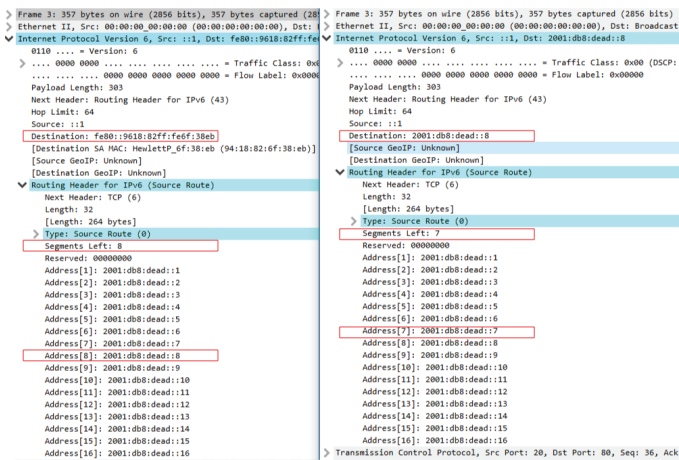 Frame 3: 357 bytes on wire (2856 bits), 357 bytes captured (285
Ethernet II, Src: 00:00:00_00:00:00 (00:00:00:00:00:00), Dst:
Internet Protocol Version 6, Src: ::1, Dst: fe80::9618:82ff:fe
0110 .... = Version: 6
.... 0000 0000 .... .... .... .... .... = Traffic Class: 0x0
.... .... .... 0000 0000 0000 0000 0000 = Flow Label: 0x0000
Payload Length: 303
Next Header: Routing Header for IPv6 (43)
Hop Limit: 64
Source: ::1
Destination: fe80::9618:82ff:fe6f:38eb
[Destination SA MAC: HewlettP_6f:38:eb (94:18:82:6f:38:eb)]
[Source GeoIP: Unknown]
[Destination GeoIP: Unknown]
Routing Header for IPv6 (Source Route)
Next Header: TCP (6)
Length: 32
[Length: 264 bytes]
Type: Source Route (0)
Segments Left: 8
Reserved: 00000000
Address[1]: 2001:db8:dead::1
Address[2]: 2001:db8:dead::2
Address[3]: 2001:db8:dead::3
Address[4]: 2001:db8:dead::4
Address[5]: 2001:db8:dead::5
Address[6]: 2001:db8:dead::6
Address[7]: 2001:db8:dead::7
Address[8]: 2001:db8:dead::8
Address[9]: 2001:db8:dead::9
Address[10]: 2001:db8:dead::10
Address[11]: 2001:db8:dead::11
Address[12]: 2001:db8:dead::12
Address[13]: 2001:db8:dead::13
Address[14]: 2001:db8:dead::14
Address[15]: 2001:db8:dead::15
Address[16]: 2001:db8:dead::16
Frame 3: 357 bytes on wire (2856 bits), 357 bytes captured (2856 bits)
Ethernet II, Src: 00:00:00_00:00:00 (00:00:00:00:00:00), Dst: Broadcast
Internet Protocol Version 6, Src: ::1, Dst: 2001:db8:dead::8
0110 .... = Version: 6
.... 0000 0000 .... .... .... .... .... = Traffic Class: 0x00 (DSCP:
.... .... .... 0000 0000 0000 0000 0000 = Flow Label: 0x00000
Payload Length: 303
Next Header: Routing Header for IPv6 (43)
Hop Limit: 64
Source: ::1
Destination: 2001:db8:dead::8
[Source GeoIP: Unknown]
[Destination GeoIP: Unknown]
Routing Header for IPv6 (Source Route)
Next Header: TCP (6)
Length: 32
[Length: 264 bytes]
Type: Source Route (0)
Segments Left: 7
Reserved: 00000000
Address[1]: 2001:db8:dead::1
Address[2]: 2001:db8:dead::2
Address[3]: 2001:db8:dead::3
Address[4]: 2001:db8:dead::4
Address[5]: 2001:db8:dead::5
Address[6]: 2001:db8:dead::6
Address[7]: 2001:db8:dead::7
Address[8]: 2001:db8:dead::8
Address[9]: 2001:db8:dead::9
Address[10]: 2001:db8:dead::10
Address[11]: 2001:db8:dead::11
Address[12]: 2001:db8:dead::12
Address[13]: 2001:db8:dead::13
Address[14]: 2001:db8:dead::14
Address[15]: 2001:db8:dead::15
Address[16]: 2001:db8:dead::16
Transmission Control Protocol, Src Port: 20, Dst Port: 80, Seq: 36, Ack